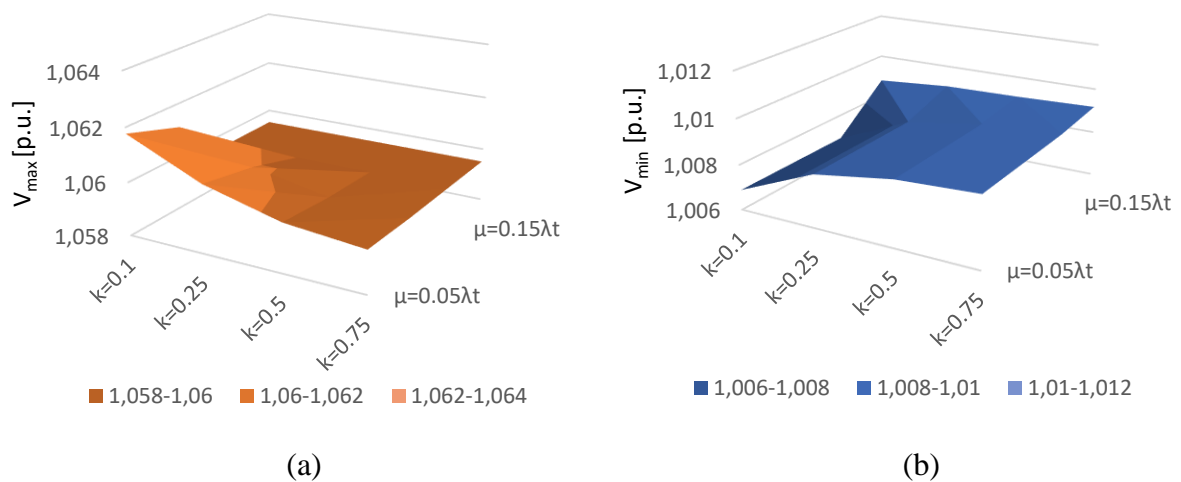 1,064
1,062
1,06
1,058
V_max [p.u.]
k=0.1
k=0.25
k=0.5
k=0.75
μ=0.15λt
μ=0.05λt
1,058-1,06 1,06-1,062 1,062-1,064
(a)
1,012
1,01
1,008
1,006
V_min [p.u.]
k=0.1
k=0.25
k=0.5
k=0.75
μ=0.15λt
μ=0.05λt
1,006-1,008 1,008-1,01 1,01-1,012
(b)